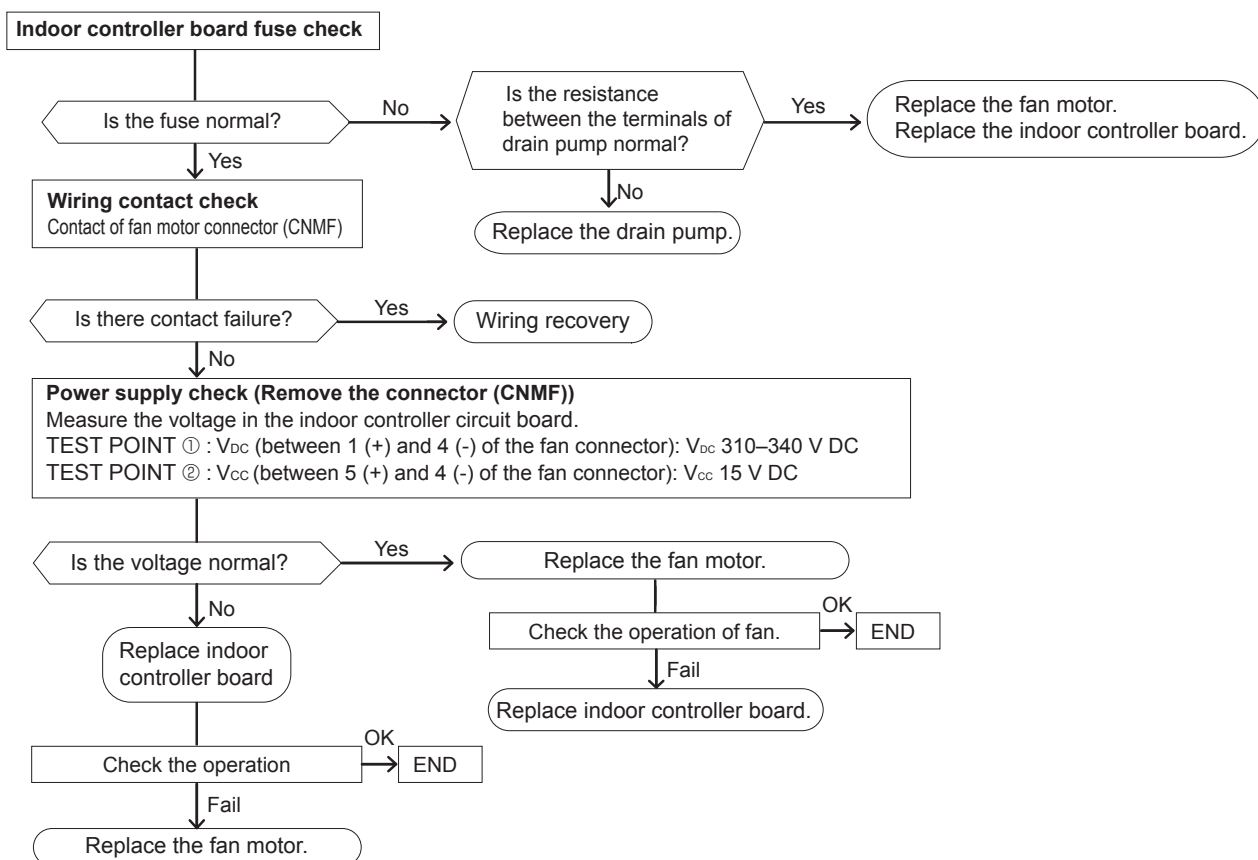 Indoor controller board fuse check
Is the fuse normal?
No
Is the resistance
between the terminals of
drain pump normal?
Yes
Replace the fan motor.
Replace the indoor controller board.
Yes
No
Wiring contact check
Contact of fan motor connector (CNMF)
Replace the drain pump.
Is there contact failure?
Yes
Wiring recovery
No
Power supply check (Remove the connector (CNMF))
Measure the voltage in the indoor controller circuit board.
TEST POINT ① : VDC (between 1 (+) and 4 (-) of the fan connector): VDC 310–340 V DC
TEST POINT ② : VCC (between 5 (+) and 4 (-) of the fan connector): VCC 15 V DC
Is the voltage normal?
Yes
Replace the fan motor.
No
Check the operation of fan.
OK
END
Replace indoor
controller board
Fail
Replace indoor controller board.
Check the operation
OK
END
Fail
Replace the fan motor.